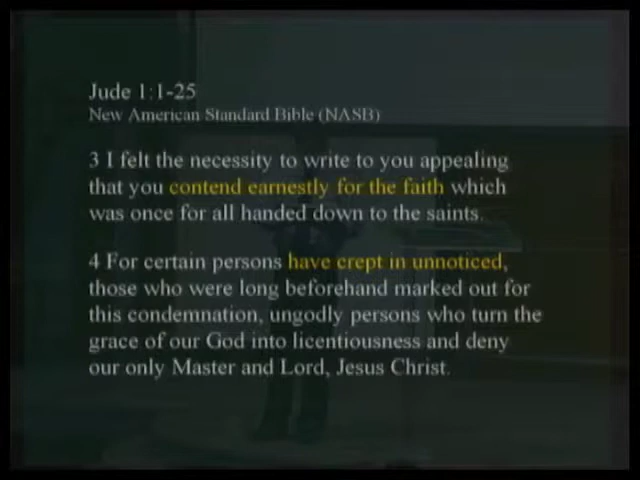 Jude 1:1-25
New American Standard Bible (NASB)
3 I felt the necessity to write to you appealing
that you contend earnestly for the faith which
was once for all handed down to the saints.
4 For certain persons have crept in unnoticed,
those who were long beforehand marked out for
this condemnation, ungodly persons who turn the
grace of our God into licentiousness and deny
our only Master and Lord, Jesus Christ.